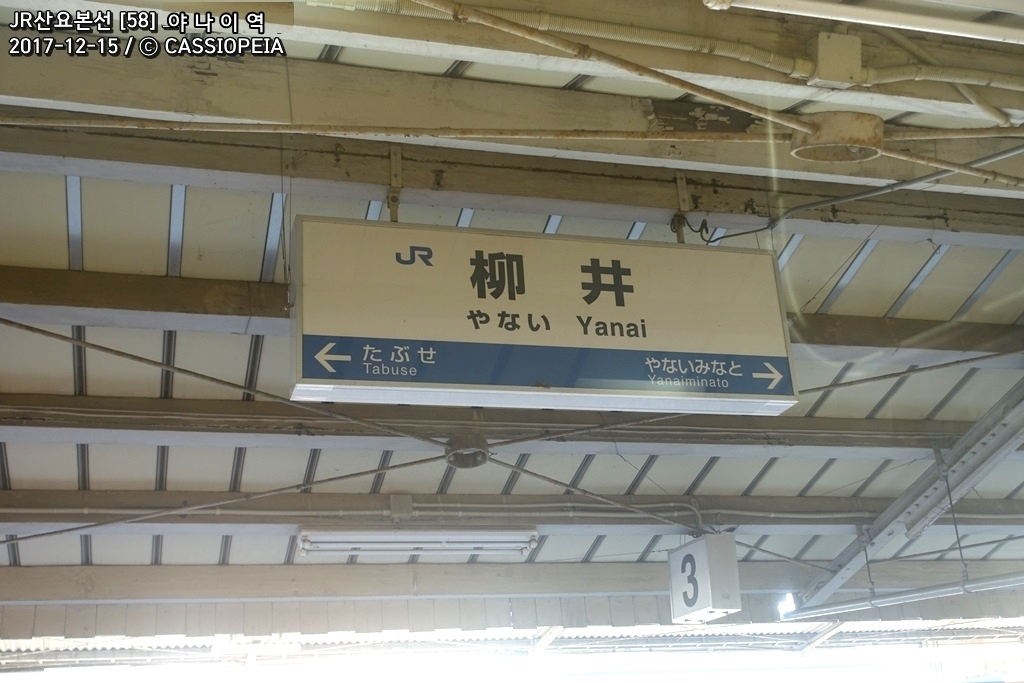 JR산요본선 [58] 야나이역
2017-12-15 / © CASSIOPEIA
JR 柳井
やない Yanai
← たぶせ やないみなと →
Tabuse Yanaiminato
3